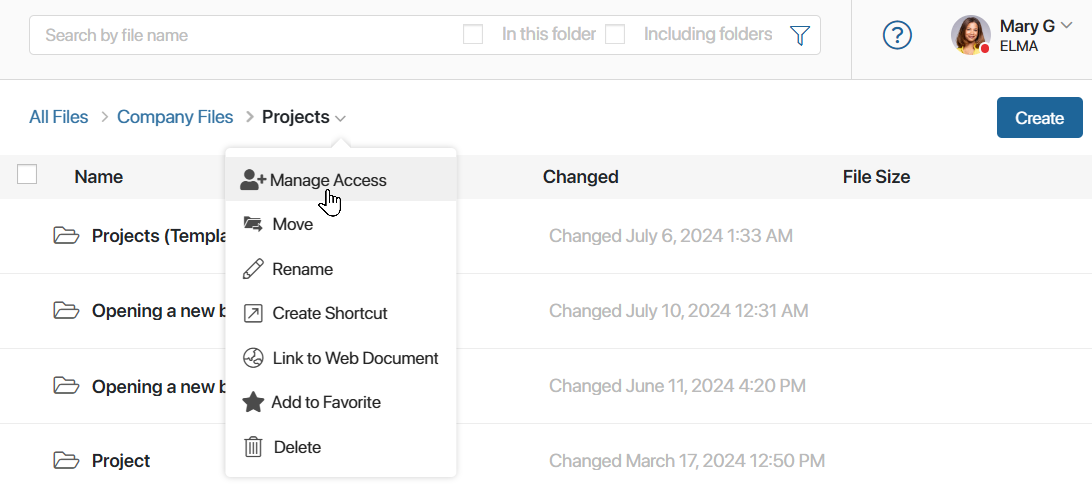 Search by file name In this folder Including folders
? Mary G
ELMA
All Files > Company Files > Projects
Create
Name Changed File Size
Manage Access
Move
Rename
Create Shortcut
Link to Web Document
Add to Favorite
Delete
Projects (Templa Changed July 6, 2024 1:33 AM
Opening a new b Changed July 10, 2024 12:31 AM
Opening a new b Changed June 11, 2024 4:20 PM
Project Changed March 17, 2024 12:50 PM